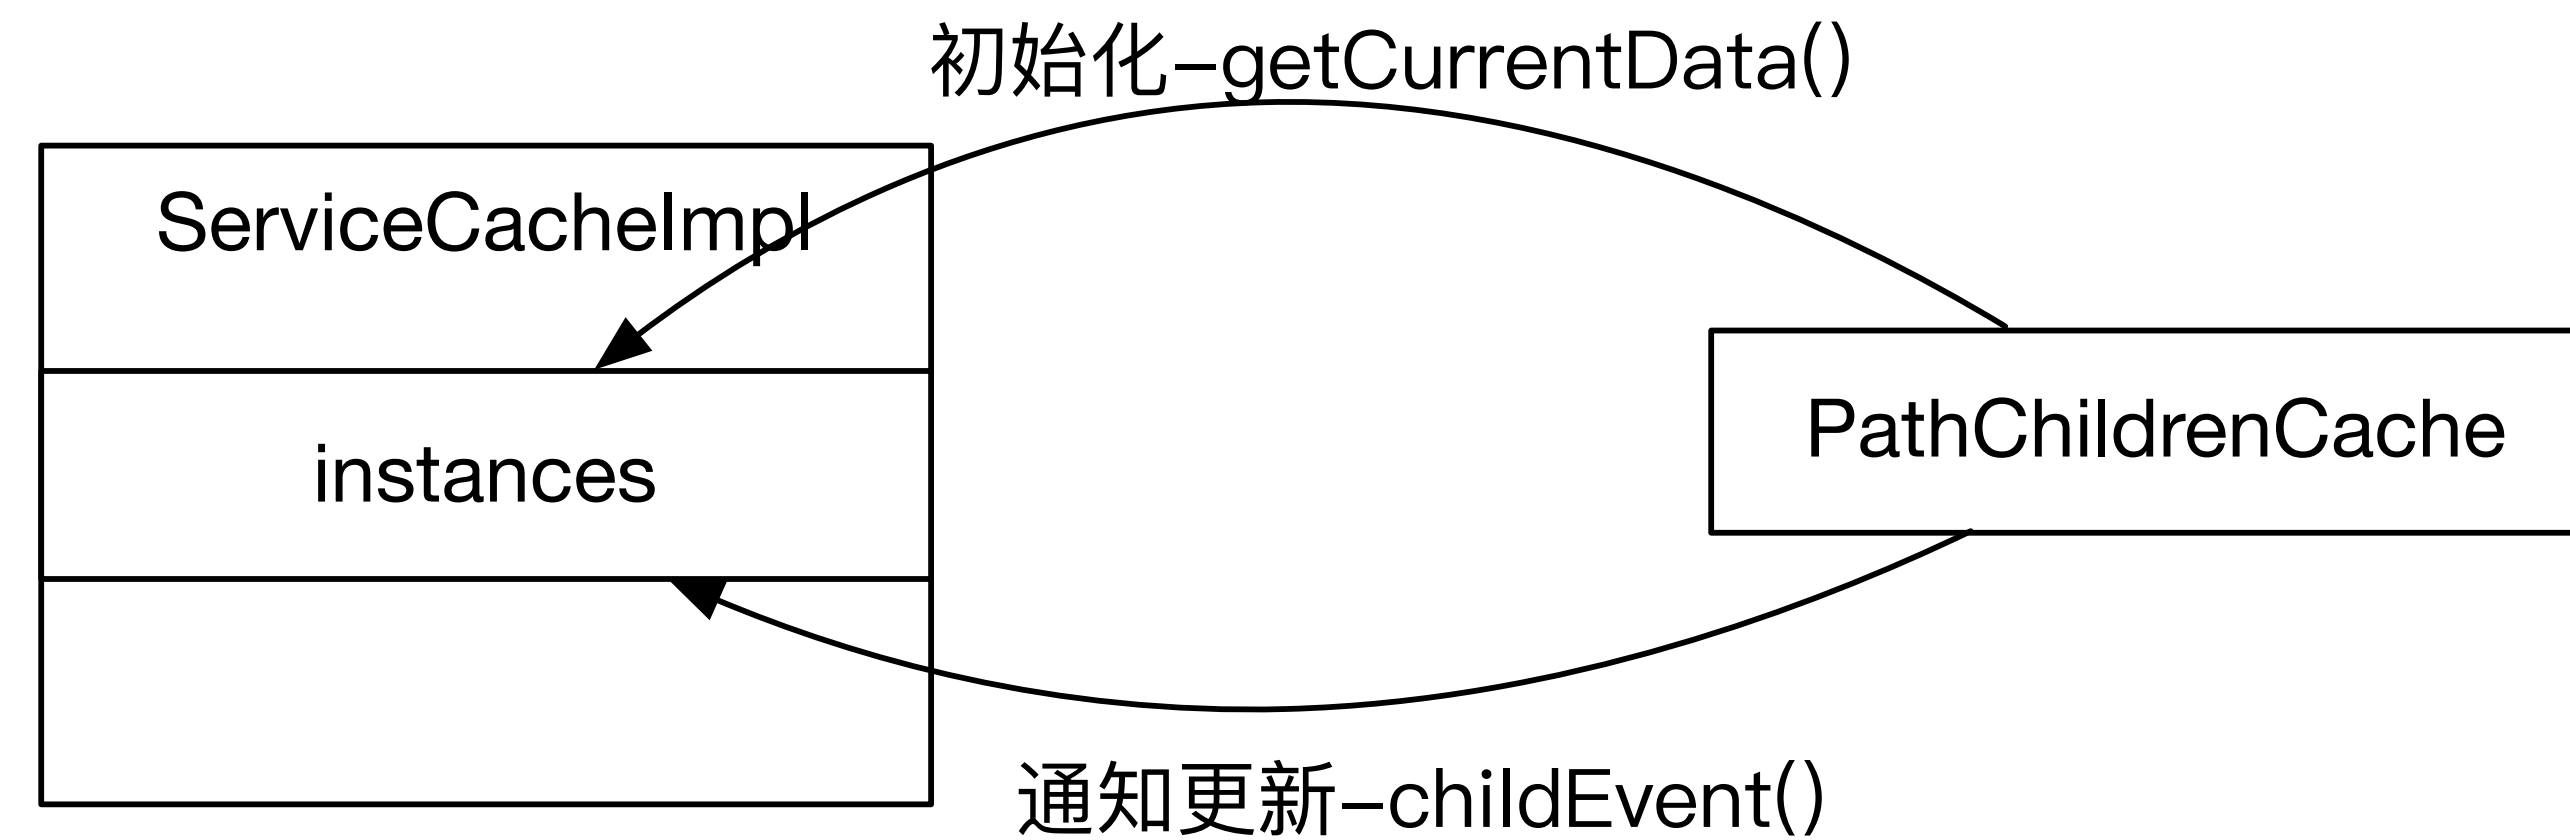 初始化-getCurrentData()
ServiceCacheImpl
PathChildrenCache
instances
通知更新-childEvent()